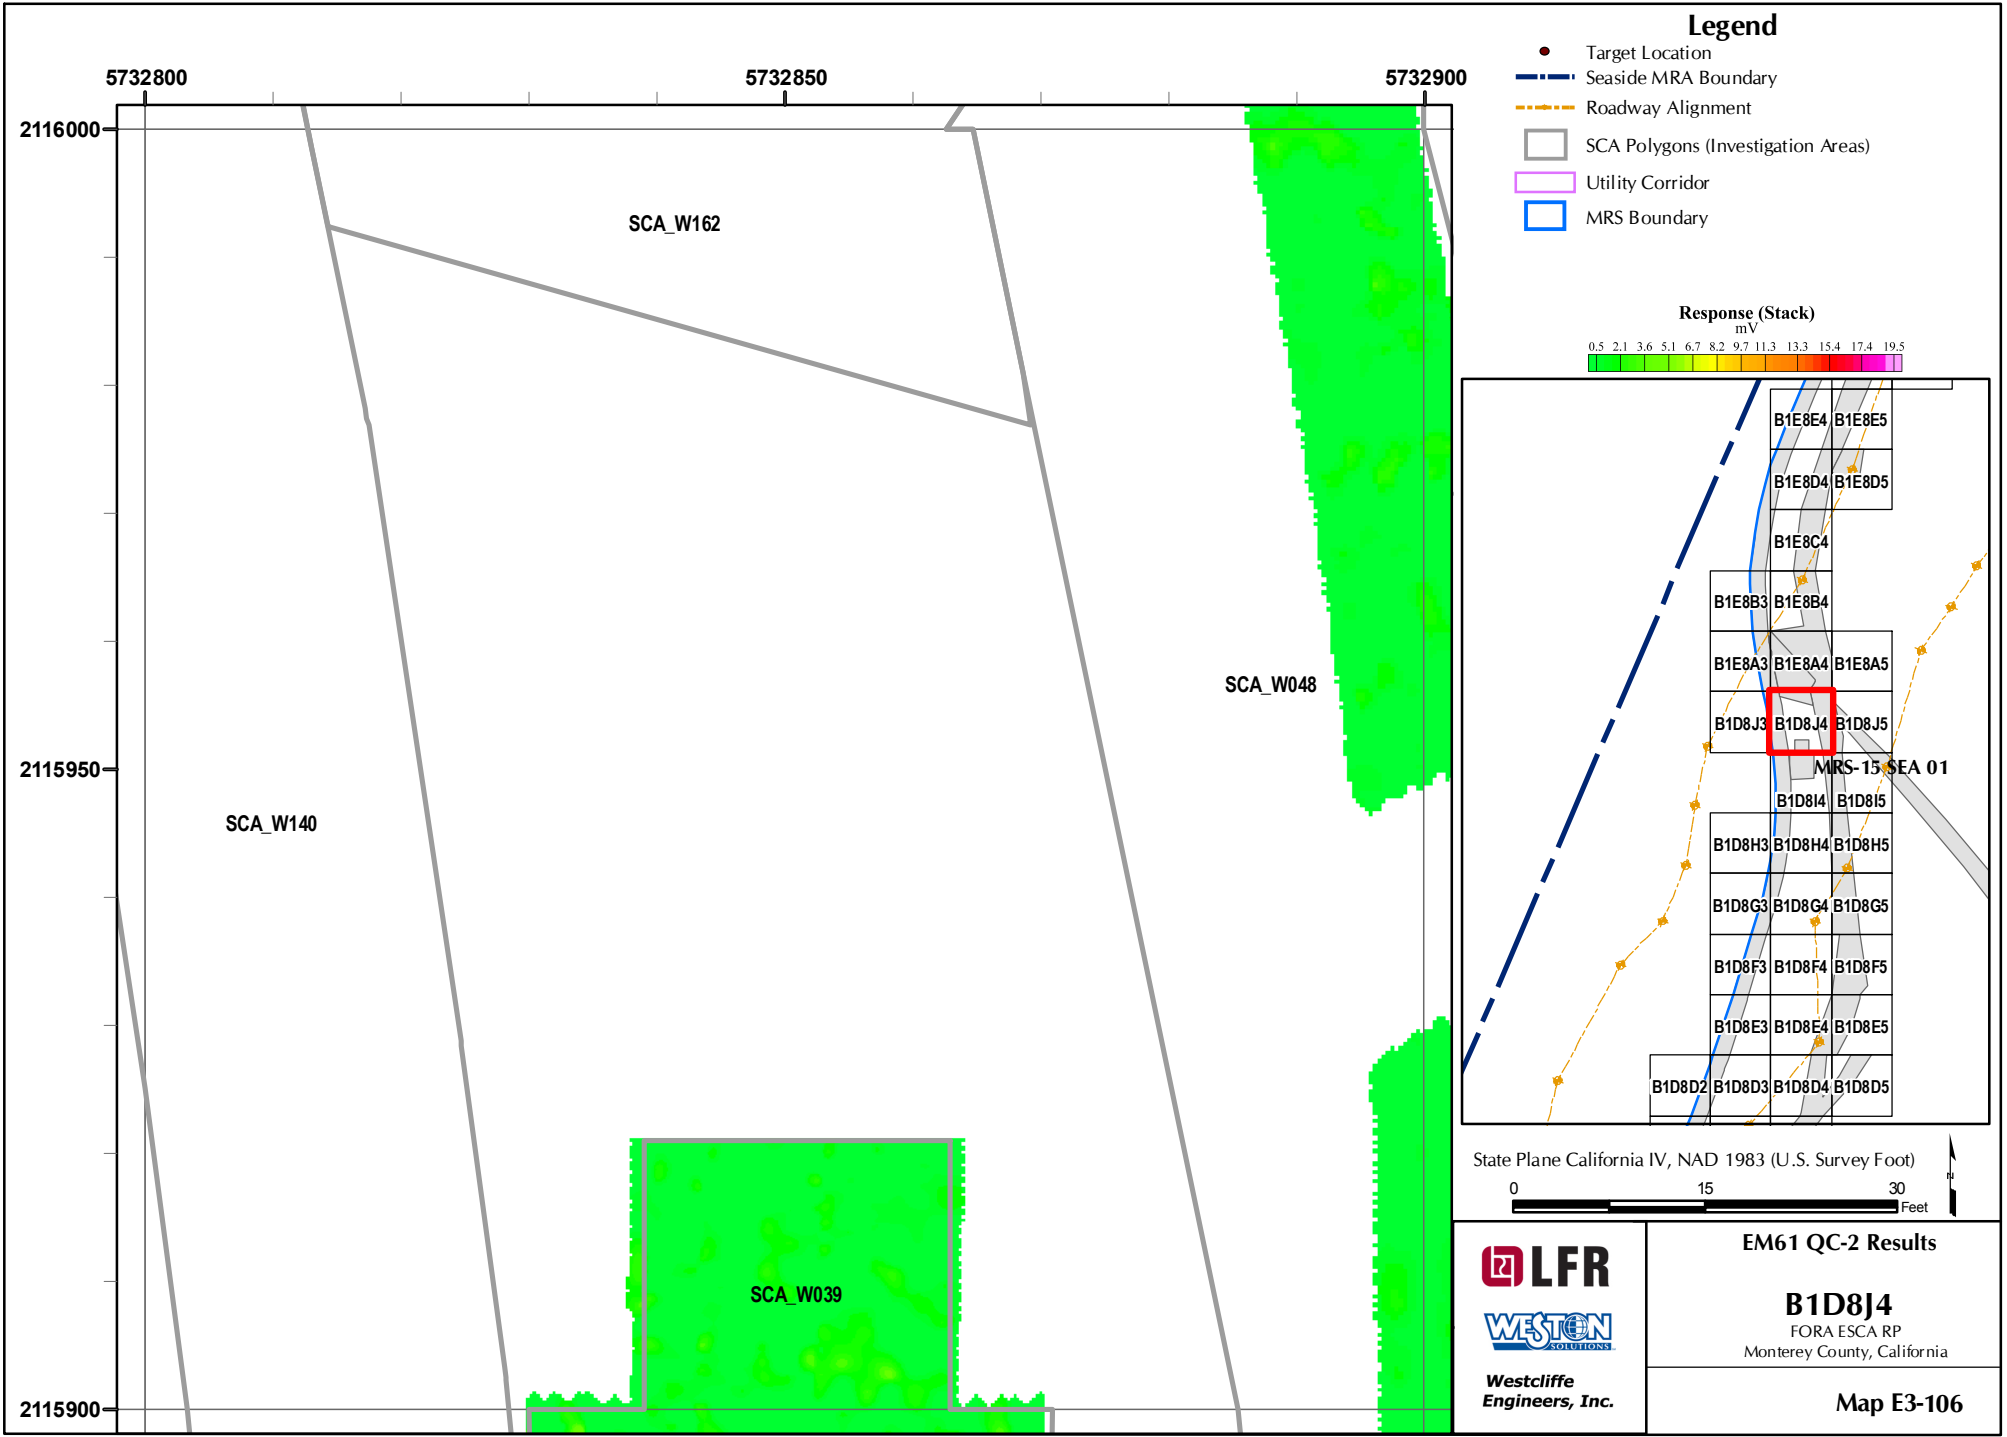 5732800
5732850
5732900
2116000
2115950
2115900
SCA_W162
SCA_W048
SCA_W140
SCA_W039
Legend
Target Location
Seaside MRA Boundary
Roadway Alignment
SCA Polygons (Investigation Areas)
Utility Corridor
MRS Boundary
Response (Stack)
mV
0.5 2.1 3.6 5.1 6.7 8.2 9.7 11.3 13.3 15.4 17.4 19.5
B1E8E4 B1E8E5
B1E8D4 B1E8D5
B1E8C4
B1E8B3 B1E8B4
B1E8A3 B1E8A4 B1E8A5
B1D8J3 B1D8J4 B1D8J5
MRS-15 SEA 01
B1D8I4 B1D8I5
B1D8H3 B1D8H4 B1D8H5
B1D8G3 B1D8G4 B1D8G5
B1D8F3 B1D8F4 B1D8F5
B1D8E3 B1D8E4 B1D8E5
B1D8D2 B1D8D3 B1D8D4 B1D8D5
State Plane California IV, NAD 1983 (U.S. Survey Foot)
0 15 30
Feet
N
LFR
WESTON
SOLUTIONS
Westcliffe
Engineers, Inc.
EM61 QC-2 Results
B1D8J4
FORA ESCA RP
Monterey County, California
Map E3-106